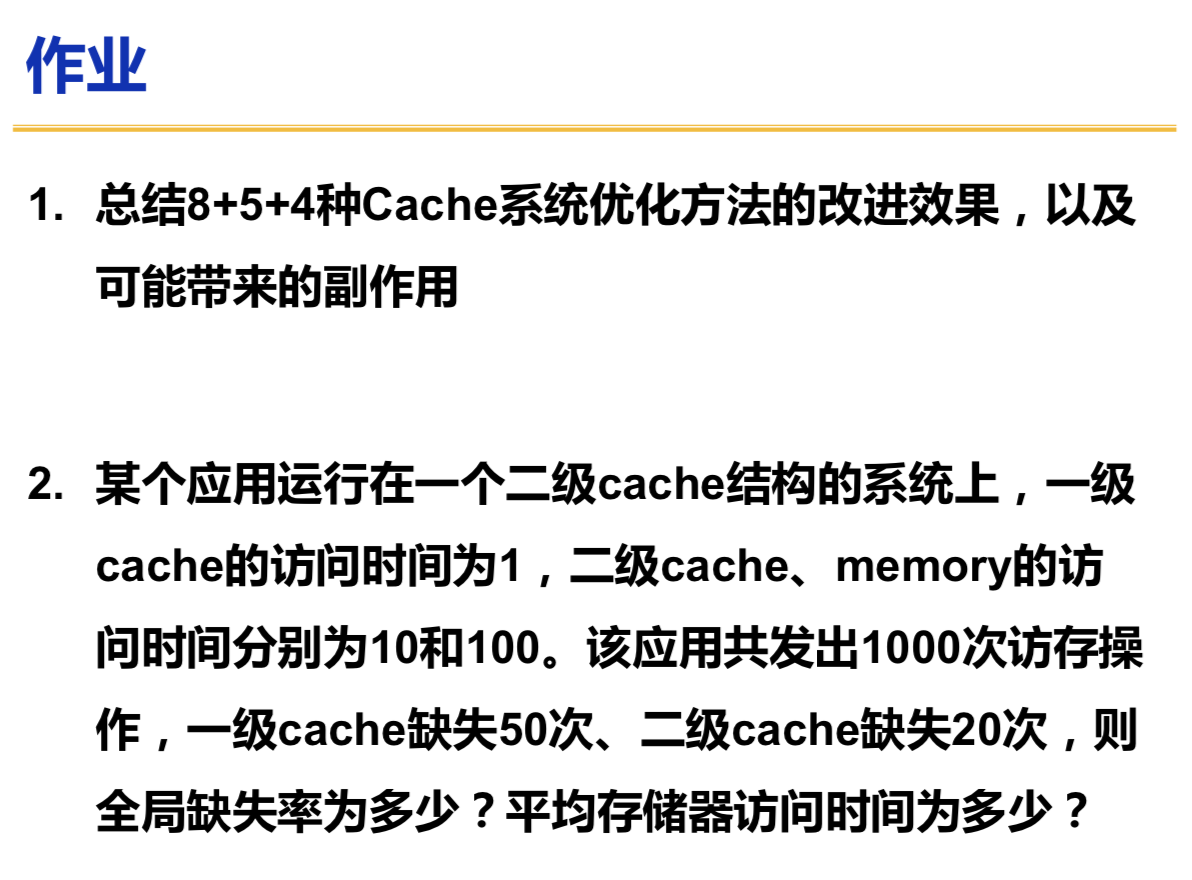 作业
1. 总结8+5+4种Cache系统优化方法的改进效果，以及
可能带来的副作用
2. 某个应用运行在一个二级cache结构的系统上，一级
cache的访问时间为1，二级cache、memory的访
问时间分别为10和100。该应用共发出1000次访存操
作，一级cache缺失50次、二级cache缺失20次，则
全局缺失率为多少？平均存储器访问时间为多少？